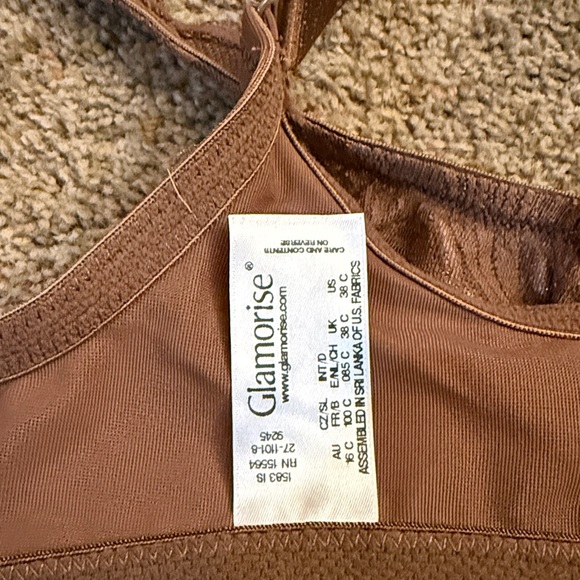 CARE AND CONTENTS
ON REVERSE
Glamorise®
www.glamorise.com
CZ/SL INT/D
AU FR/B E/NL/CH UK US
16 C 100 C 085 C 38 C 38 C
ASSEMBLED IN SRI LANKA OF U.S. FABRICS
1583 IS
RN 15564
27-1101-8
9245